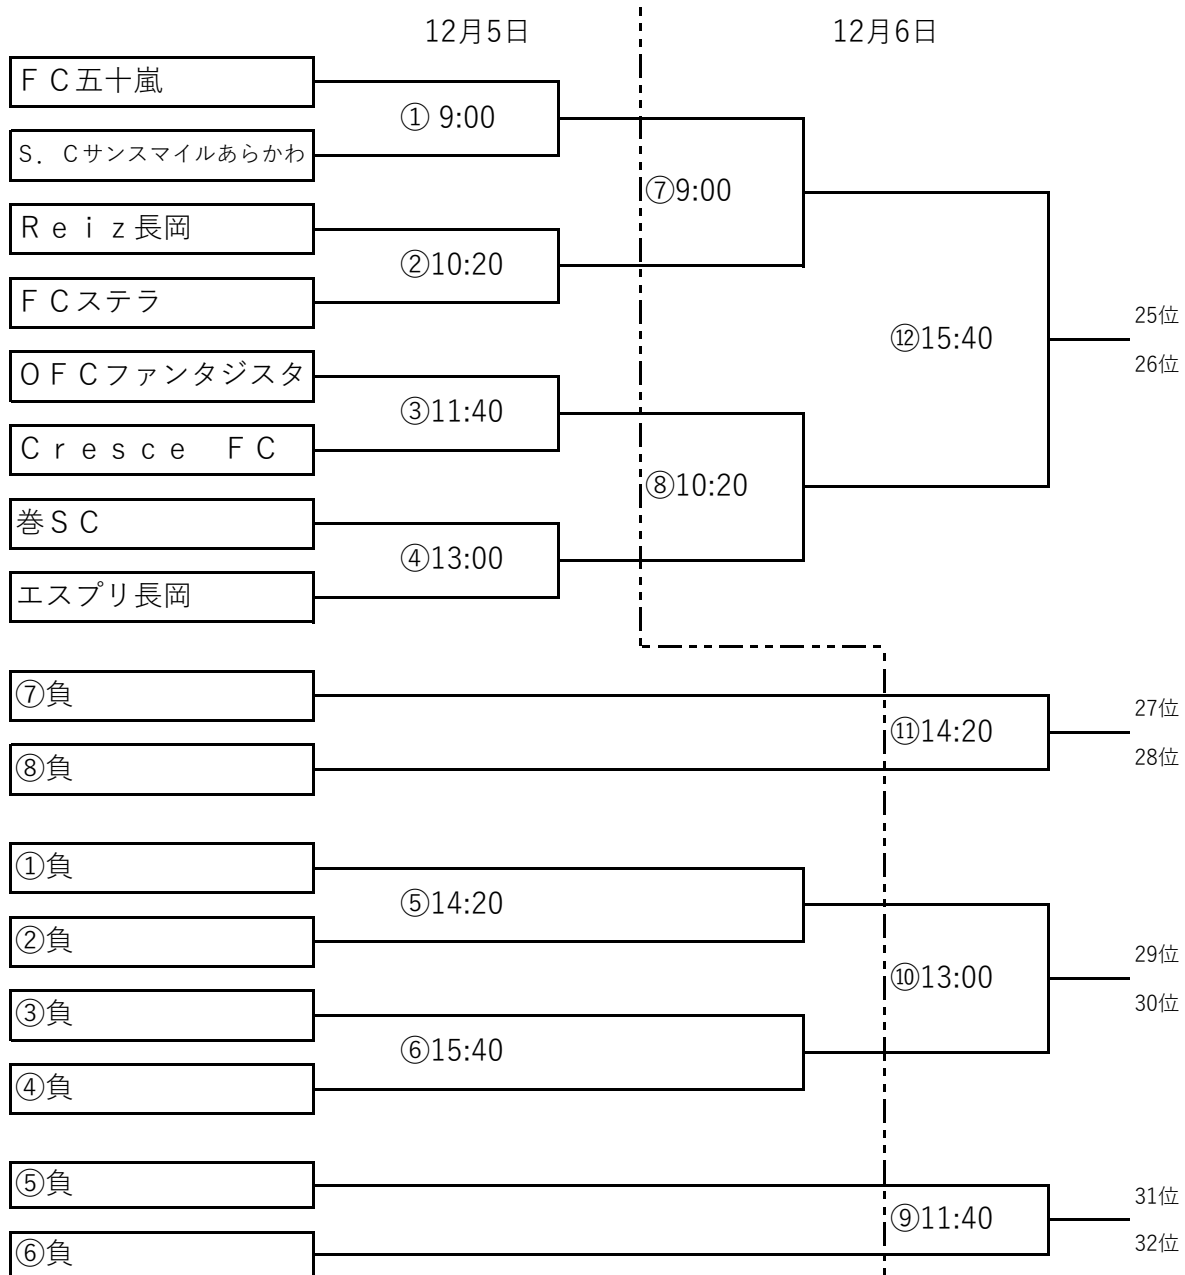 12月5日 12月6日
ＦＣ五十嵐
① 9:00
Ｓ．Ｃサンスマイルあらかわ
⑦9:00
Ｒｅｉｚ長岡
②10:20
ＦＣステラ
25位
⑫15:40
26位
ＯＦＣファンタジスタ
③11:40
Ｃｒｅｓｃｅ　ＦＣ
⑧10:20
巻ＳＣ
④13:00
エスプリ長岡
⑦負
27位
⑪14:20
28位
⑧負
①負
⑤14:20
②負
29位
⑩13:00
30位
③負
⑥15:40
④負
⑤負
31位
⑨11:40
32位
⑥負